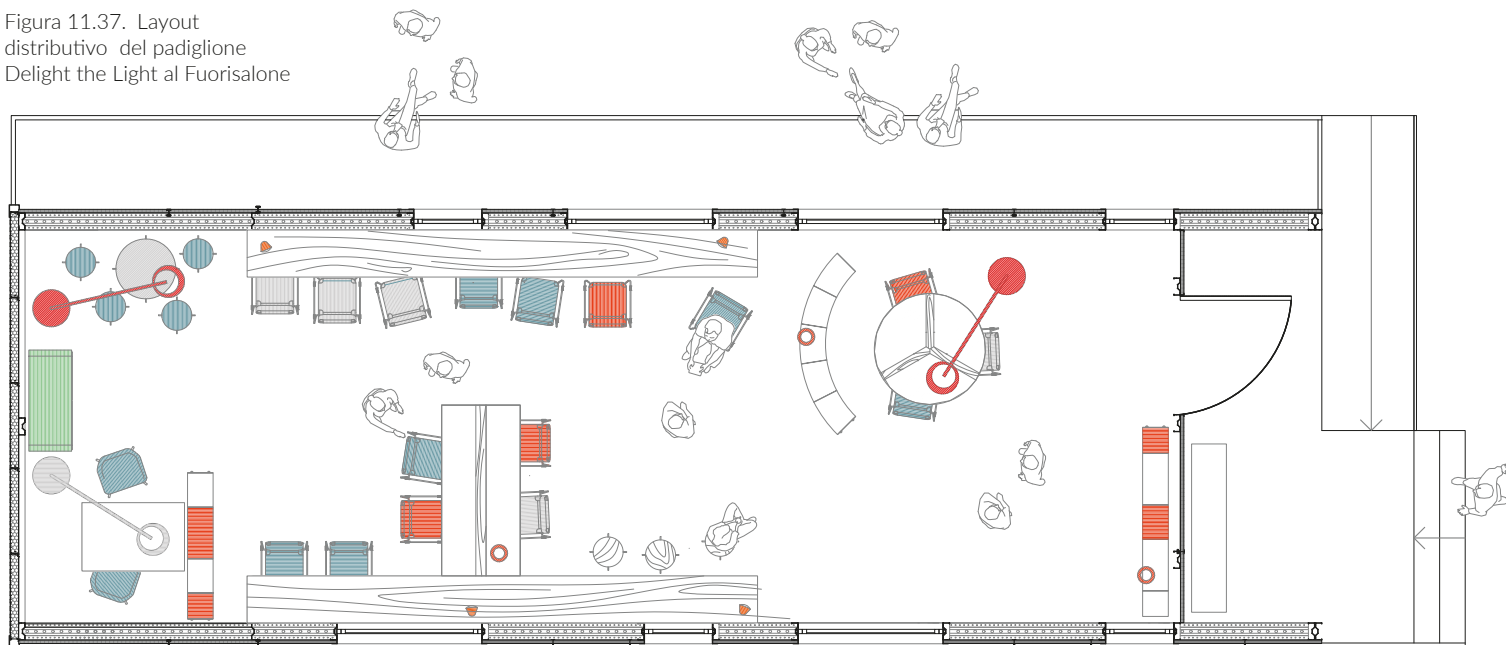 Figura 11.37. Layout
distributivo del padiglione
Delight the Light al Fuorisalone